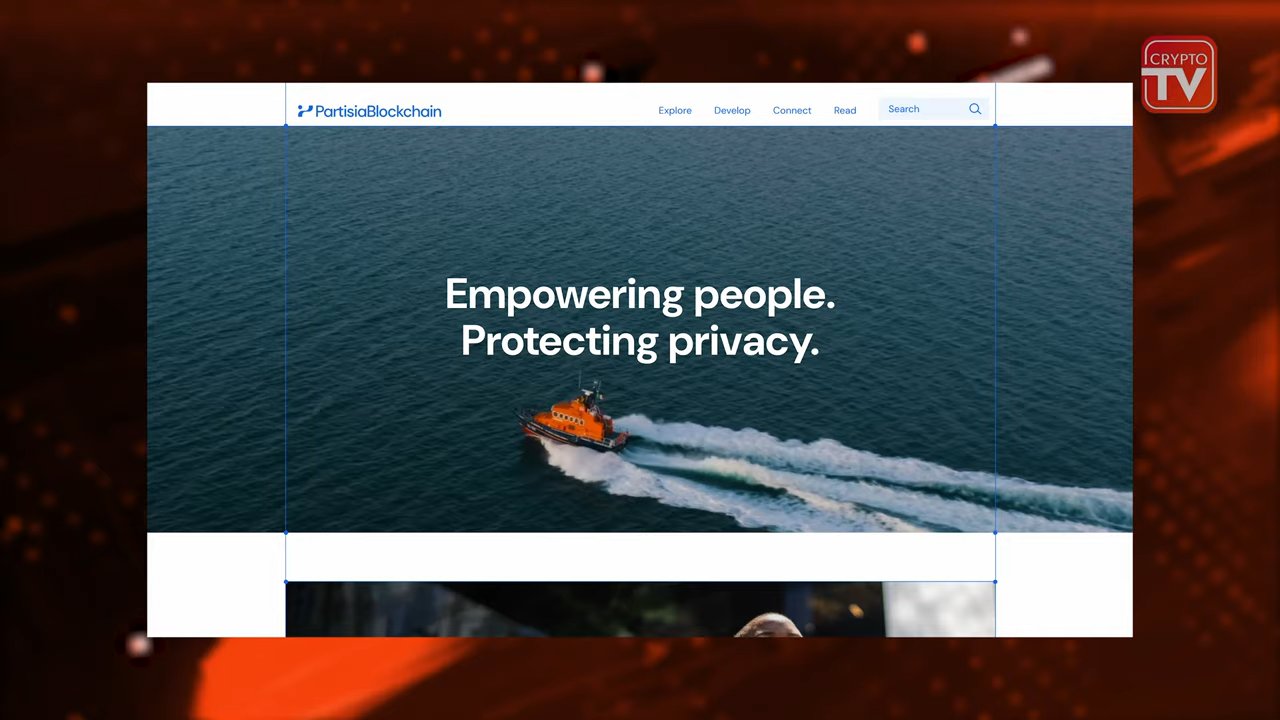 CRYPTO
TV
PartisiaBlockchain
Explore
Develop
Connect
Read
Search
Empowering people.
Protecting privacy.